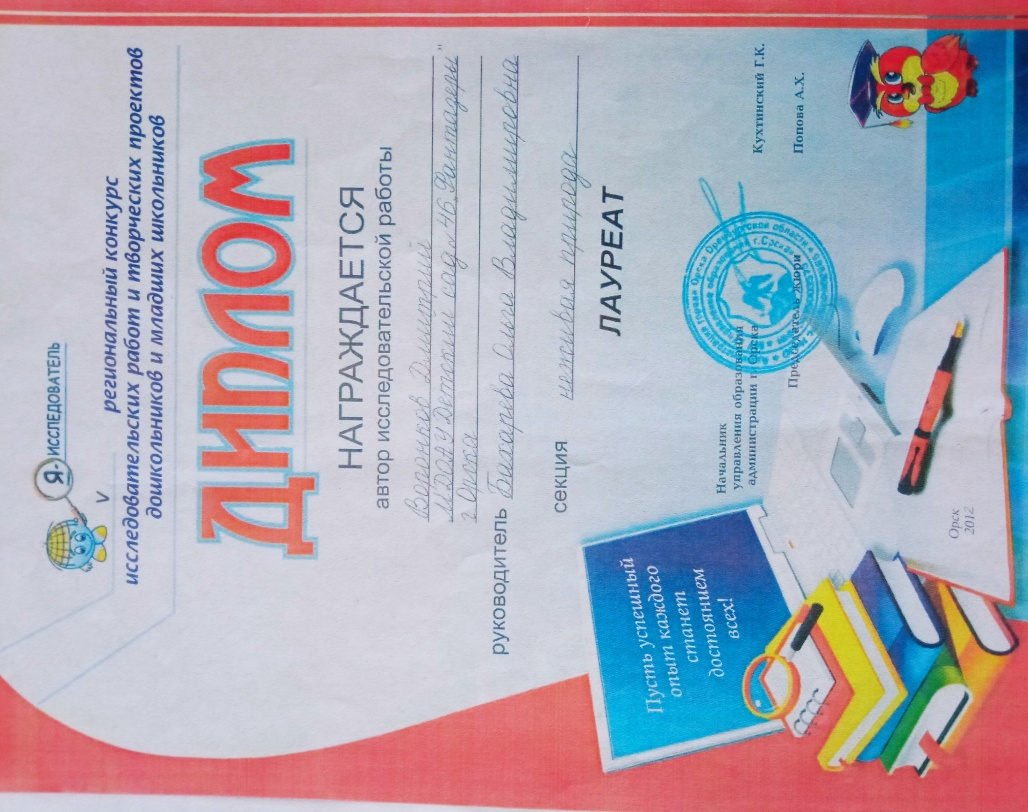 Я-ИССЛЕДОВАТЕЛЬ
V
региональный конкурс
исследовательских работ и творческих проектов
дошкольников и младших школьников
ДИПЛОМ
НАГРАЖДАЕТСЯ
автор исследовательской работы
Дмитрий
МДОАУ Детский сад №46 "Фантазеры"
г Орска
руководитель Ольга Владимировна
секция неживая природа
ЛАУРЕАТ
Начальник
управления образования
администрации г. Орска
Кухтинский Г.К.
Председатель жюри
Попова А.Х.
Пусть успешный
опыт каждого
станет
достоянием
всех!
Орск
2012